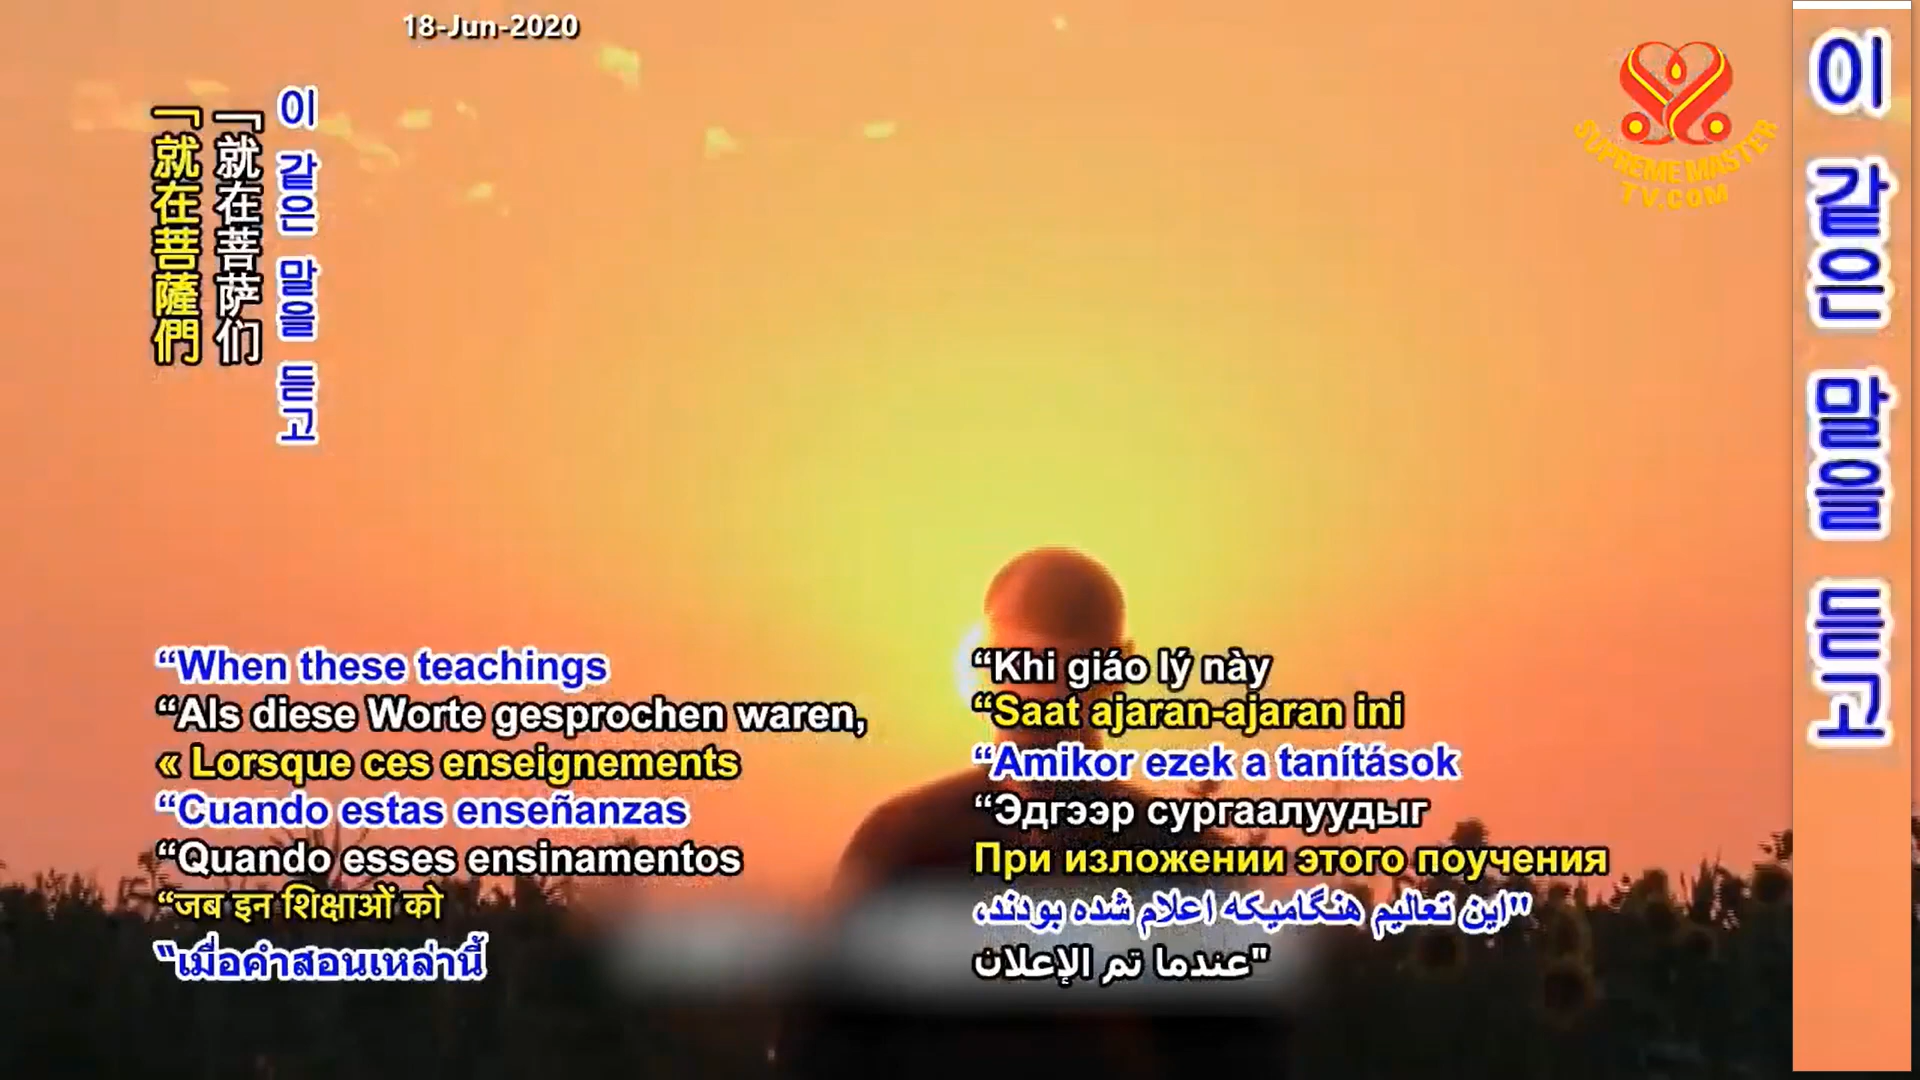 18-Jun-2020
SUPREME MASTER
TV.COM
이 같은 말을 듣고
이 같은 말을 듣고
「就在菩萨们
「就在菩薩們
“When these teachings
“Als diese Worte gesprochen waren,
« Lorsque ces enseignements
“Cuando estas enseñanzas
“Quando esses ensinamentos
“जब इन शिक्षाओं को
“เมื่อคำสอนเหล่านี้
“Khi giáo lý này
“Saat ajaran-ajaran ini
“Amikor ezek a tanítások
“Эдгээр сургаалуудыг
При изложении этого поучения
"این تعالیم هنگامیکه اعلام شده بودند،
"عندما تم الإعلان